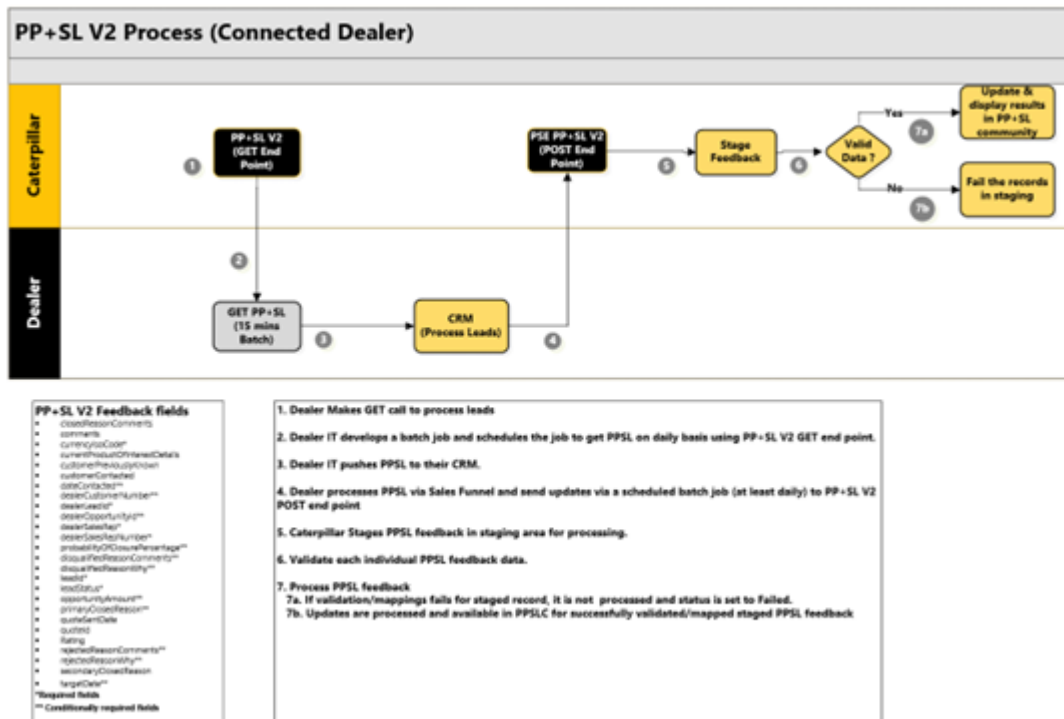 PP+SL V2 Process (Connected Dealer)
Caterpillar
Dealer
PP+SL V2
(GET End
Point)
1
2
GET PP+SL
(15 mins
Batch)
3
CRM
(Process Leads)
4
PSE PP+SL V2
(POST End
Point)
5
Stage
Feedback
6
Valid
Data ?
Yes
7a
Update &
display results
in PP+SL
community
No
7b
Fail the records
in staging
PP+SL V2 Feedback fields
closedReasonComments
comments
currencyIsoCode*
currentProductOfInterestDetails
customerPreviouslyKnown
customerContacted
dateContacted**
dealerCustomerNumber**
dealerLeadId*
dealerOpportunityId**
dealerSalesRep*
dealerSalesRepNumber*
probabilityOfClosurePercentage**
disqualifiedReasonComments**
disqualifiedReasonWhy**
leadId*
leadStatus*
opportunityAmount**
primaryClosedReason**
quoteSentDate
quoteId
Rating
rejectedReasonComments**
rejectedReasonWhy**
secondaryClosedReason
targetDate**
*Required fields
** Conditionally required fields
1. Dealer Makes GET call to process leads
2. Dealer IT develops a batch job and schedules the job to get PPSL on daily basis using PP+SL V2 GET end point.
3. Dealer IT pushes PPSL to their CRM.
4. Dealer processes PPSL via Sales Funnel and send updates via a scheduled batch job (at least daily) to PP+SL V2
POST end point
5. Caterpillar Stages PPSL feedback in staging area for processing.
6. Validate each individual PPSL feedback data.
7. Process PPSL feedback
7a. If validation/mappings fails for staged record, it is not processed and status is set to Failed.
7b. Updates are processed and available in PPSLC for successfully validated/mapped staged PPSL feedback